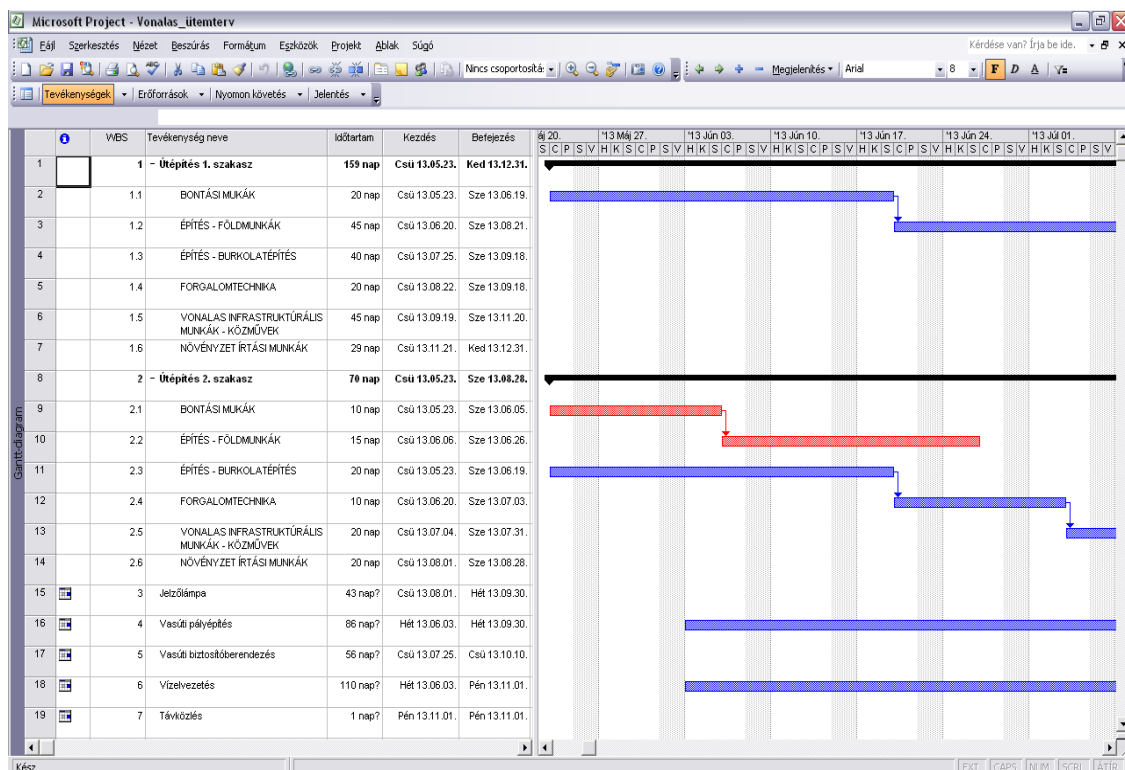 Microsoft Project - Vonalas_ütemterv
Fájl Szerkesztés Nézet Beszúrás Formátum Eszközök Projekt Ablak Súgó Kérdése van? Írja be ide.
Nincs csoportosítás Megjelenítés Arial 8 F D A
Tevékenységek Erőforrások Nyomon követés Jelentés
WBS Tevékenység neve Időtartam Kezdés Befejezés
áj 20. '13 Máj 27. '13 Jún 03. '13 Jún 10. '13 Jún 17. '13 Jún 24. '13 Júl 01.
S C P S V H K S C P S V H K S C P S V H K S C P S V H K S C P S V H K S C P S V H K S C P S V
1 1 − Útépítés 1. szakasz 159 nap Csü 13.05.23. Ked 13.12.31.
2 1.1 BONTÁSI MUKÁK 20 nap Csü 13.05.23. Sze 13.06.19.
3 1.2 ÉPÍTÉS - FÖLDMUNKÁK 45 nap Csü 13.06.20. Sze 13.08.21.
4 1.3 ÉPÍTÉS - BURKOLATÉPÍTÉS 40 nap Csü 13.07.25. Sze 13.09.18.
5 1.4 FORGALOMTECHNIKA 20 nap Csü 13.08.22. Sze 13.09.18.
6 1.5 VONALAS INFRASTRUKTÚRÁLIS MUNKÁK - KÖZMŰVEK 45 nap Csü 13.09.19. Sze 13.11.20.
7 1.6 NÖVÉNYZET ÍRTÁSI MUNKÁK 29 nap Csü 13.11.21. Ked 13.12.31.
8 2 − Útépítés 2. szakasz 70 nap Csü 13.05.23. Sze 13.08.28.
9 2.1 BONTÁSI MUKÁK 10 nap Csü 13.05.23. Sze 13.06.05.
10 2.2 ÉPÍTÉS - FÖLDMUNKÁK 15 nap Csü 13.06.06. Sze 13.06.26.
11 2.3 ÉPÍTÉS - BURKOLATÉPÍTÉS 20 nap Csü 13.05.23. Sze 13.06.19.
12 2.4 FORGALOMTECHNIKA 10 nap Csü 13.06.20. Sze 13.07.03.
13 2.5 VONALAS INFRASTRUKTÚRÁLIS MUNKÁK - KÖZMŰVEK 20 nap Csü 13.07.04. Sze 13.07.31.
14 2.6 NÖVÉNYZET ÍRTÁSI MUNKÁK 20 nap Csü 13.08.01. Sze 13.08.28.
15 3 Jelzőlámpa 43 nap? Csü 13.08.01. Hét 13.09.30.
16 4 Vasúti pályépítés 86 nap? Hét 13.06.03. Hét 13.09.30.
17 5 Vasúti biztosítóberendezés 56 nap? Csü 13.07.25. Csü 13.10.10.
18 6 Vízelvezetés 110 nap? Hét 13.06.03. Pén 13.11.01.
19 7 Távközlés 1 nap? Pén 13.11.01. Pén 13.11.01.
Gantt-diagram
Kész EXT CAPS NUM SCRL ÁTÍR